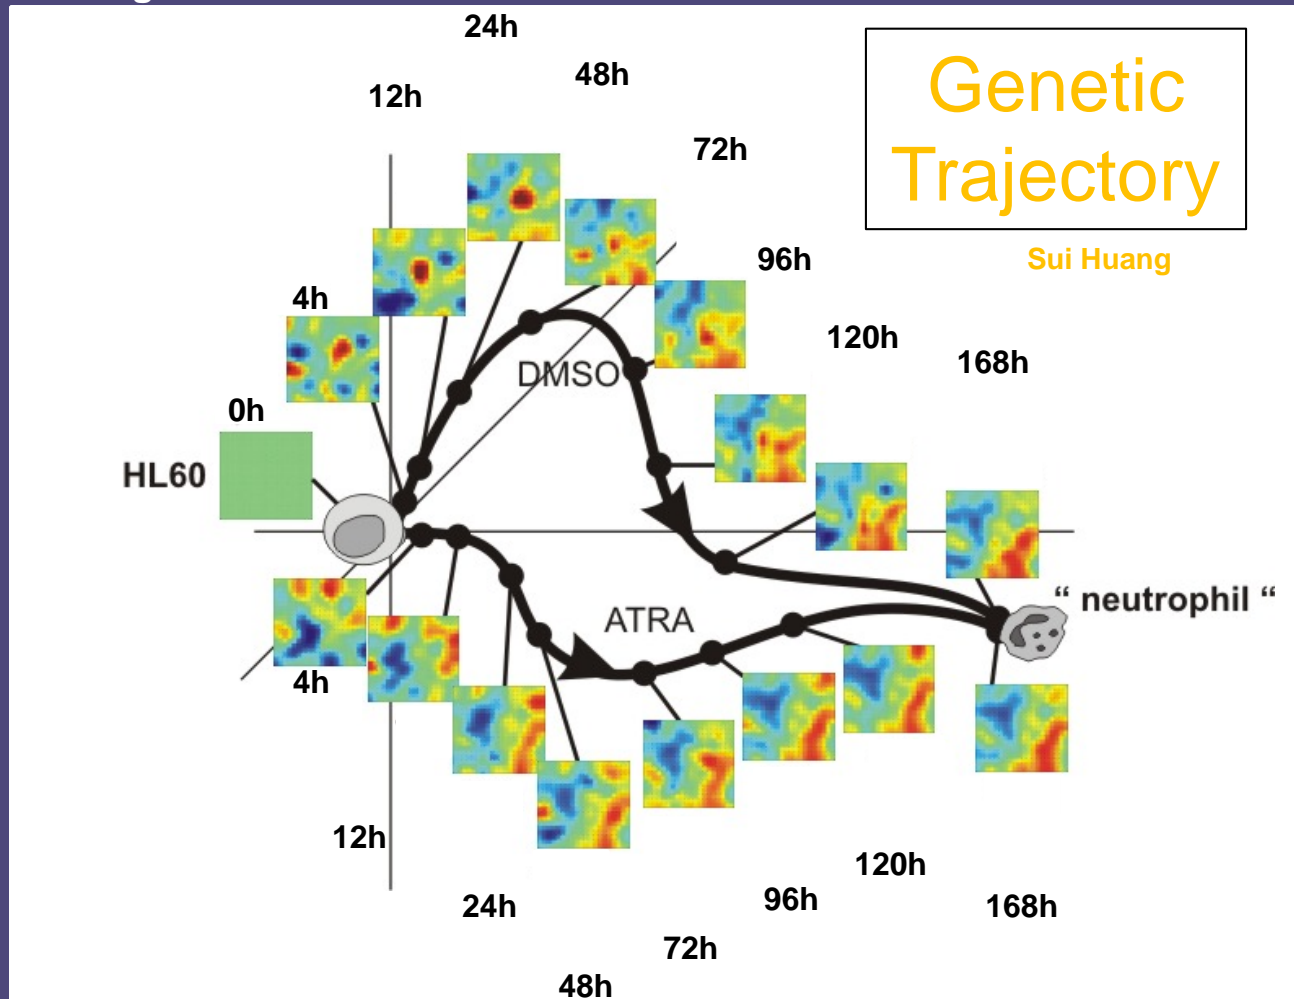 24h
48h
12h
72h
Genetic
Trajectory
Sui Huang
96h
4h
120h
168h
DMSO
0h
HL60
“ neutrophil “
ATRA
4h
12h
120h
24h
96h
168h
72h
48h